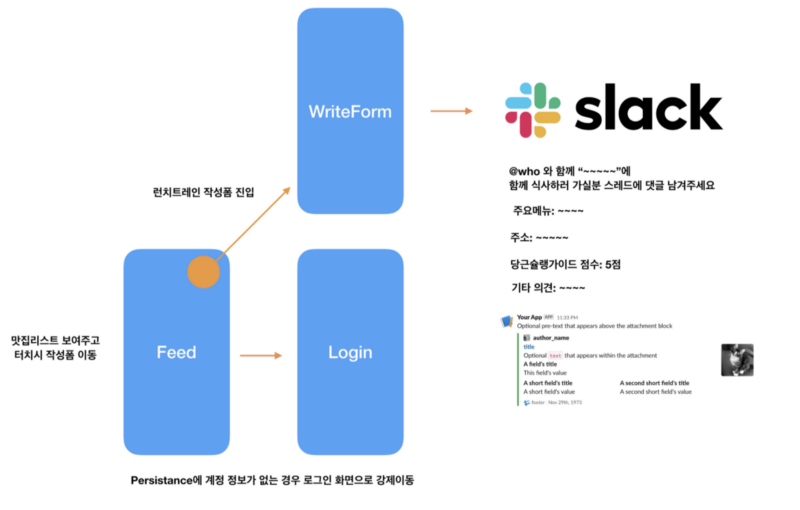 WriteForm
slack
@who 와 함께 “~~~~~”에
함께 식사하러 가실분 스레드에 댓글 남겨주세요
런치트레인 작성폼 진입
주요메뉴: ~~~~
주소: ~~~~~
당근슐랭가이드 점수: 5점
기타 의견: ~~~~
맛집리스트 보여주고
터치시 작성폼 이동
Feed
Login
Your App APP 11:33 PM
Optional pre-text that appears above the attachment block
author_name
title
Optional text that appears within the attachment
A field's title
This field's value
A short field's title A second short field's title
A short field's value A second short field's value
footer Nov 29th, 1973
Persistance에 계정 정보가 없는 경우 로그인 화면으로 강제이동